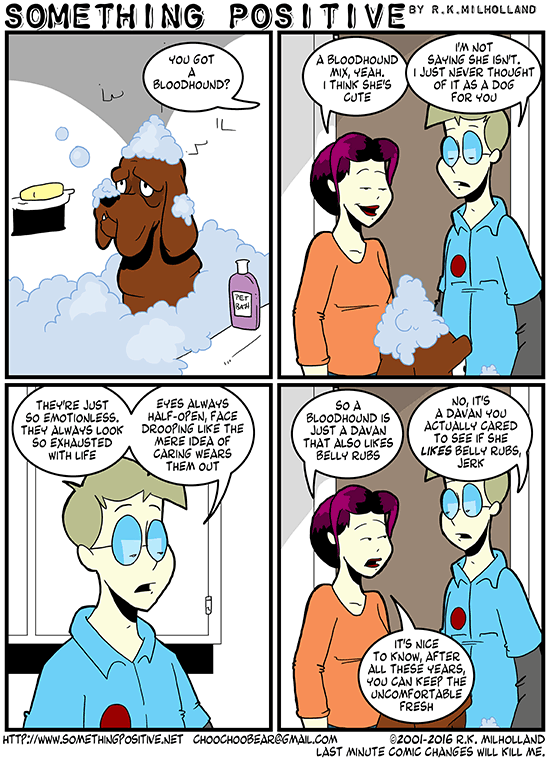 SOMETHING POSITIVE BY R.K.MILHOLLAND
YOU GOT
A
BLOODHOUND?
PET
BATH
A BLOODHOUND
MIX, YEAH.
I THINK SHE'S
CUTE
I'M NOT
SAYING SHE ISN'T.
I JUST NEVER THOUGHT
OF IT AS A DOG
FOR YOU
THEY'RE JUST
SO EMOTIONLESS.
THEY ALWAYS LOOK
SO EXHAUSTED
WITH LIFE
EYES ALWAYS
HALF-OPEN, FACE
DROOPING LIKE THE
MERE IDEA OF
CARING WEARS
THEM OUT
SO A
BLOODHOUND IS
JUST A DAVAN
THAT ALSO LIKES
BELLY RUBS
NO, IT'S
A DAVAN YOU
ACTUALLY CARED
TO SEE IF SHE
LIKES BELLY RUBS,
JERK
IT'S NICE
TO KNOW, AFTER
ALL THESE YEARS,
YOU CAN KEEP THE
UNCOMFORTABLE
FRESH
HTTP://WWW.SOMETHINGPOSITIVE.NET CHOOCHOOBEAR@GMAIL.COM ©2001-2016 R.K. MILHOLLAND
LAST MINUTE COMIC CHANGES WILL KILL ME.